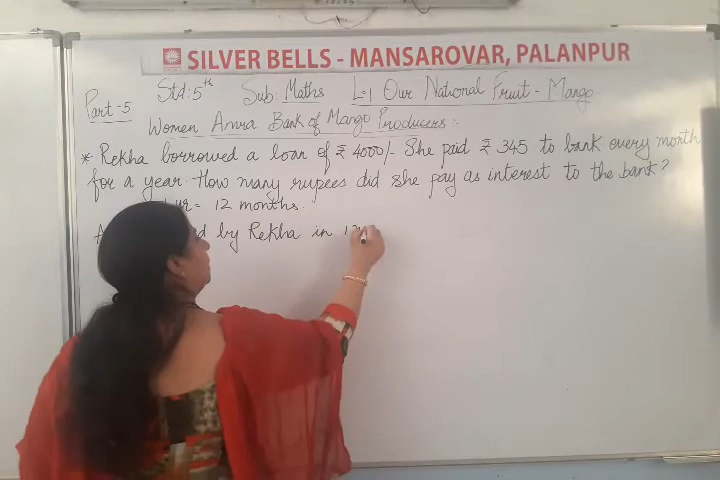 SILVER BELLS - MANSAROVAR, PALANPUR
Part-5 Std:5th Sub: Maths L-1 Our National Fruit - Mango
Women Amra Bank of Mango Producers:-
* Rekha borrowed a loan of ₹ 4000/- She paid ₹ 345 to bank every month
for a year. How many rupees did she pay as interest to the bank?
yr = 12 months.
by Rekha in 1